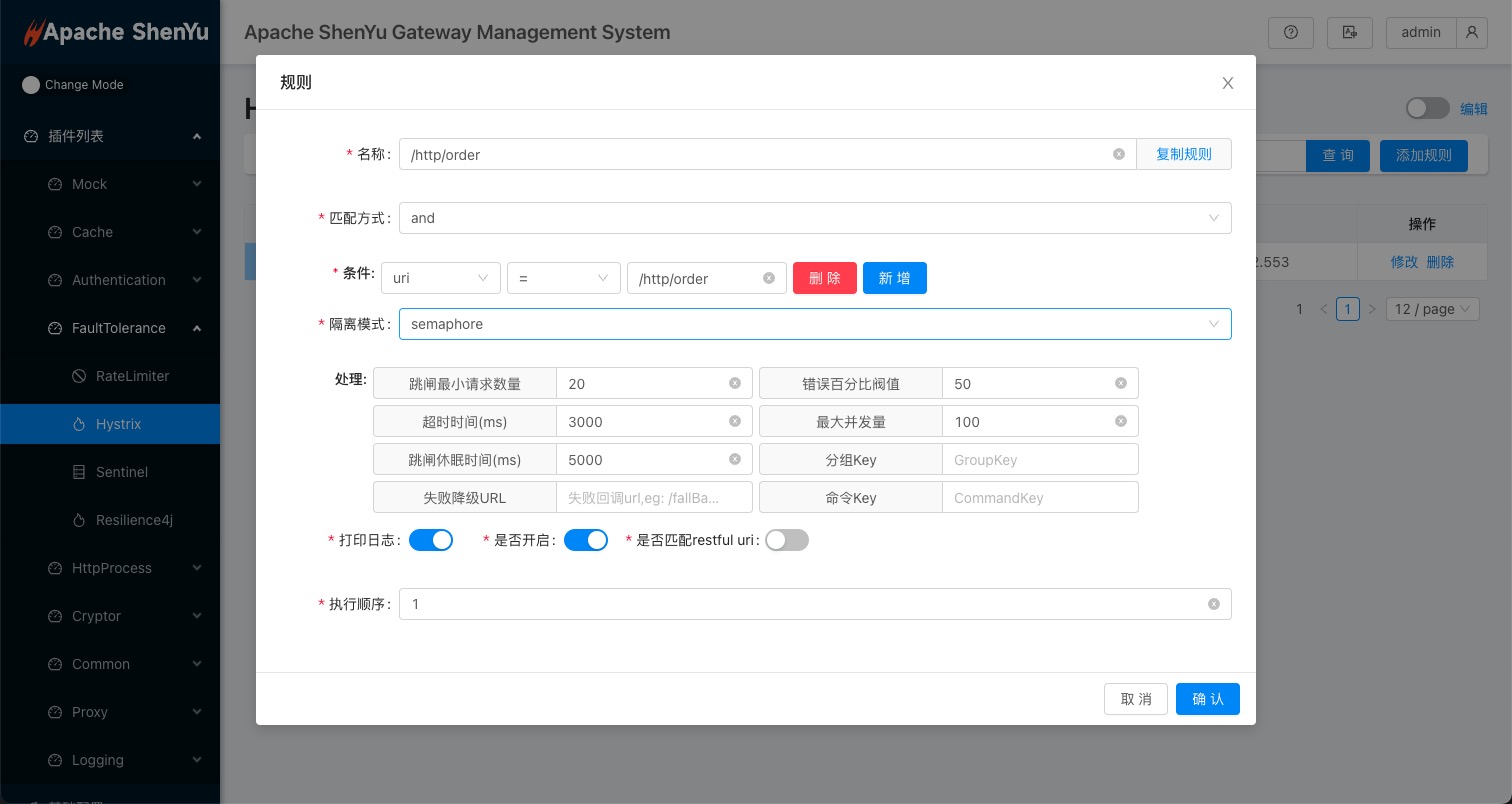 Apache ShenYu
Apache ShenYu Gateway Management System
admin
Change Mode
插件列表
Mock
Cache
Authentication
FaultTolerance
RateLimiter
Hystrix
Sentinel
Resilience4j
HttpProcess
Cryptor
Common
Proxy
Logging
H
编辑
查 询
添加规则
操作
2.553
修改 删除
1 < 1 > 12 / page
规则
* 名称: /http/order 复制规则
* 匹配方式: and
* 条件: uri = /http/order 删 除 新 增
* 隔离模式: semaphore
处理: 跳闸最小请求数量 20 错误百分比阀值 50
超时时间(ms) 3000 最大并发量 100
跳闸休眠时间(ms) 5000 分组Key GroupKey
失败降级URL 失败回调url,eg: /fallBa... 命令Key CommandKey
* 打印日志: * 是否开启: * 是否匹配restful uri:
* 执行顺序: 1
取 消 确 认